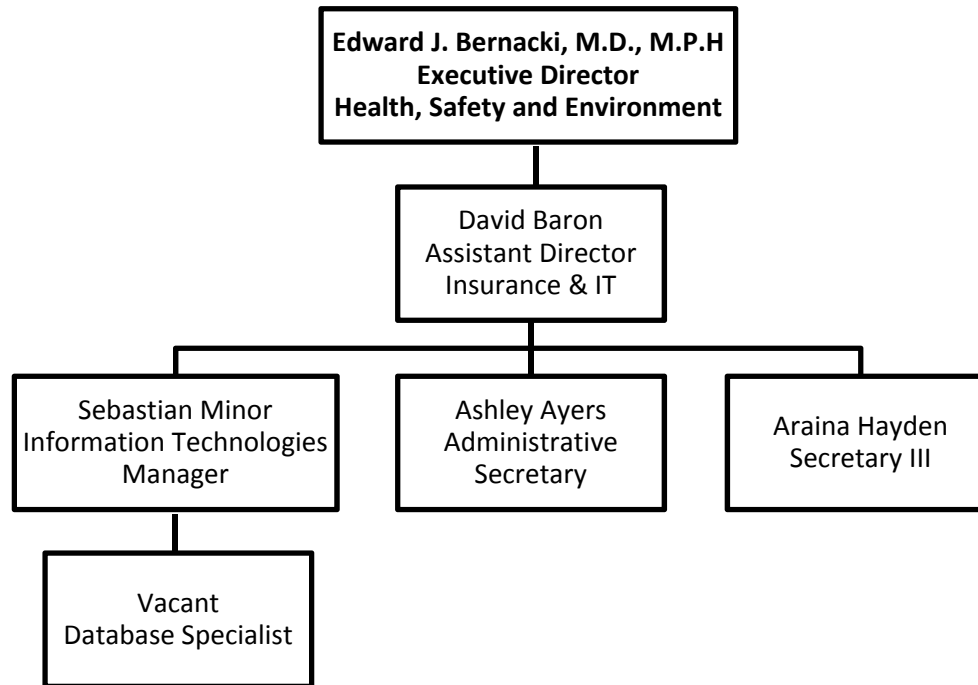 Edward J. Bernacki, M.D., M.P.H
Executive Director
Health, Safety and Environment
David Baron
Assistant Director
Insurance & IT
Sebastian Minor
Information Technologies
Manager
Ashley Ayers
Administrative
Secretary
Araina Hayden
Secretary III
Vacant
Database Specialist